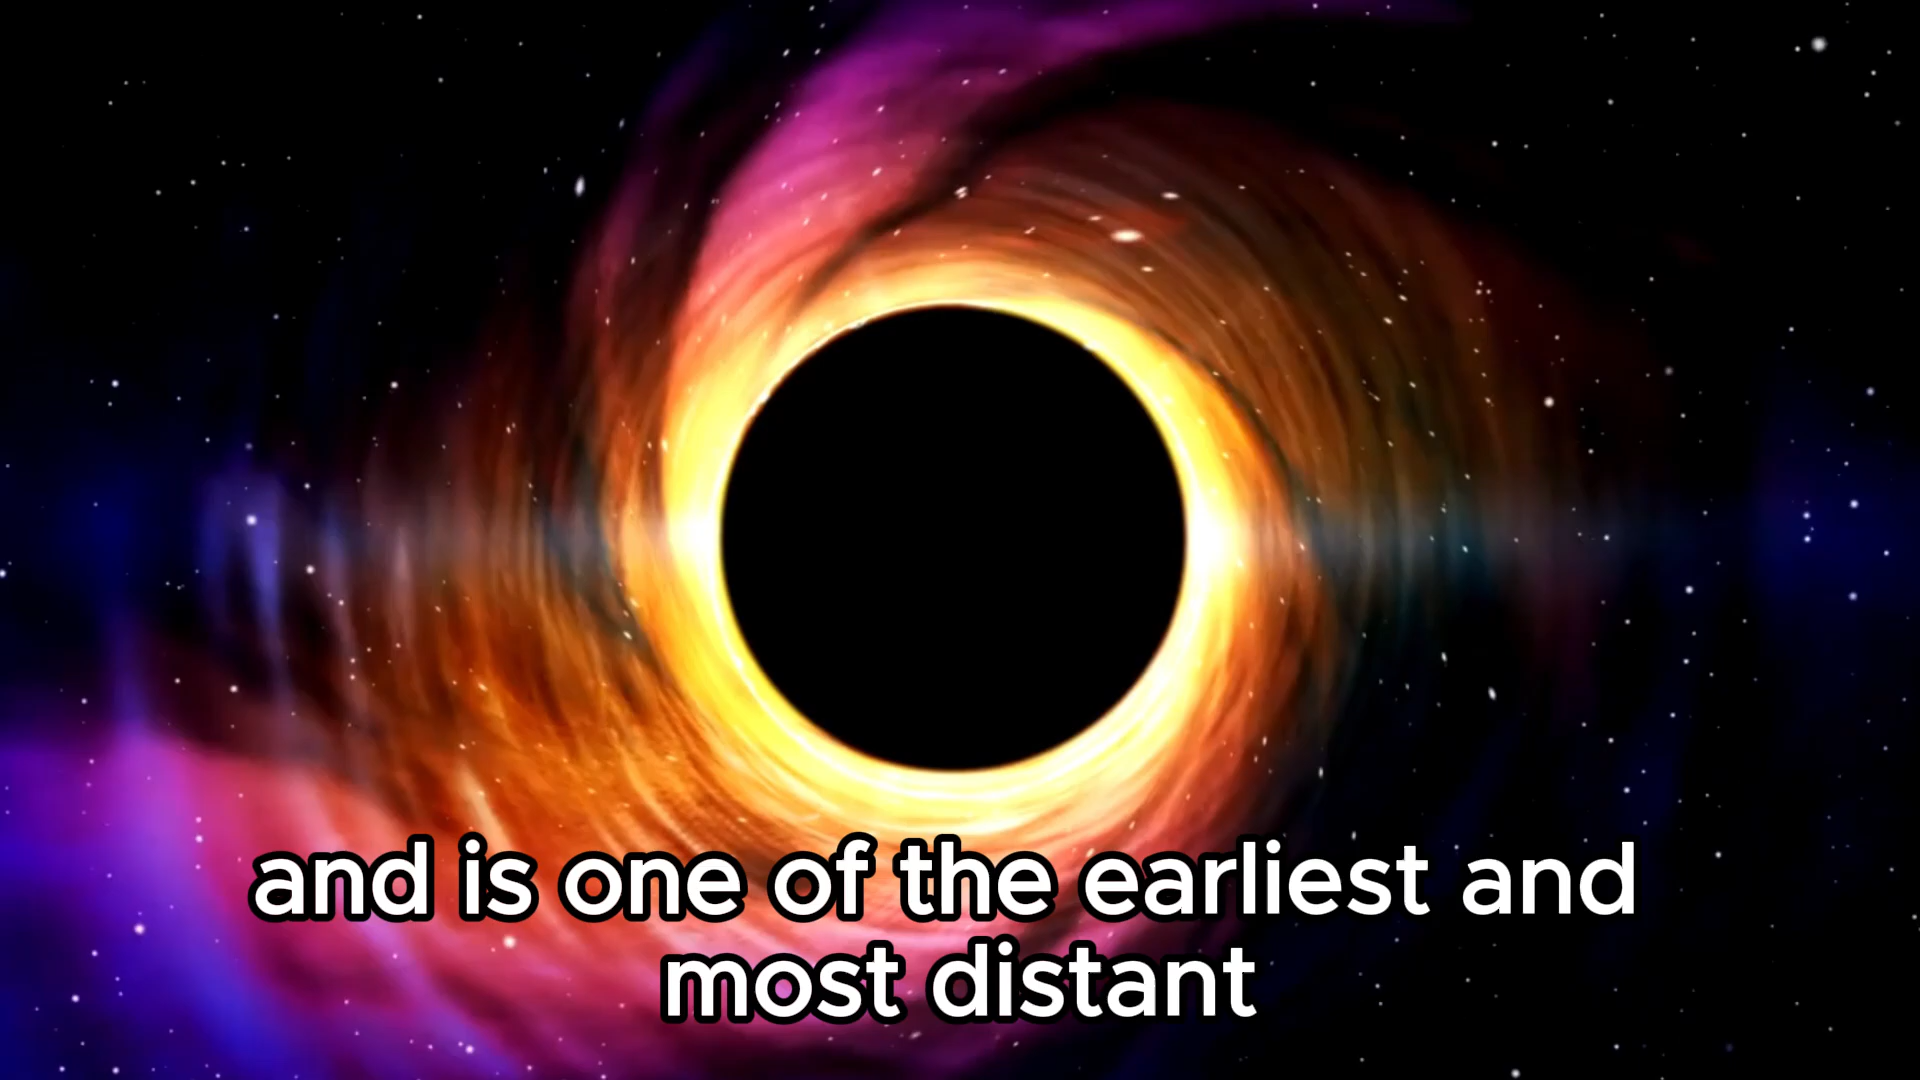 and is one of the earliest and
most distant